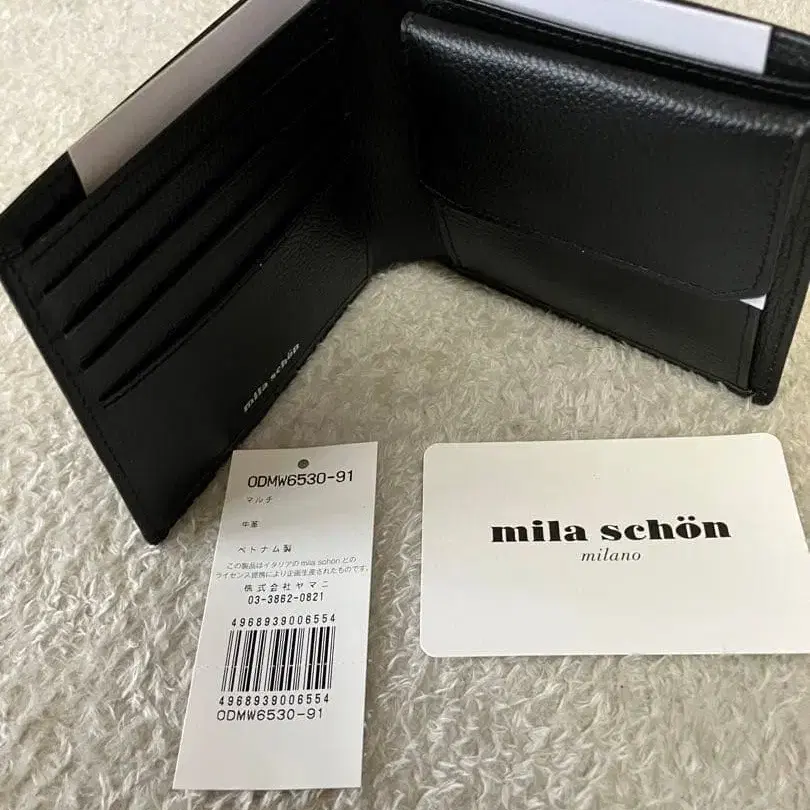 mila schön
ODMW6530-91
マルチ
牛革
ベトナム製
この製品はイタリアの mila schön との
ライセンス提携により企画生産されたものです。
株式会社ヤマニ
03-3862-0821
4968939006554
4968939006554
ODMW6530-91
mila schön
milano